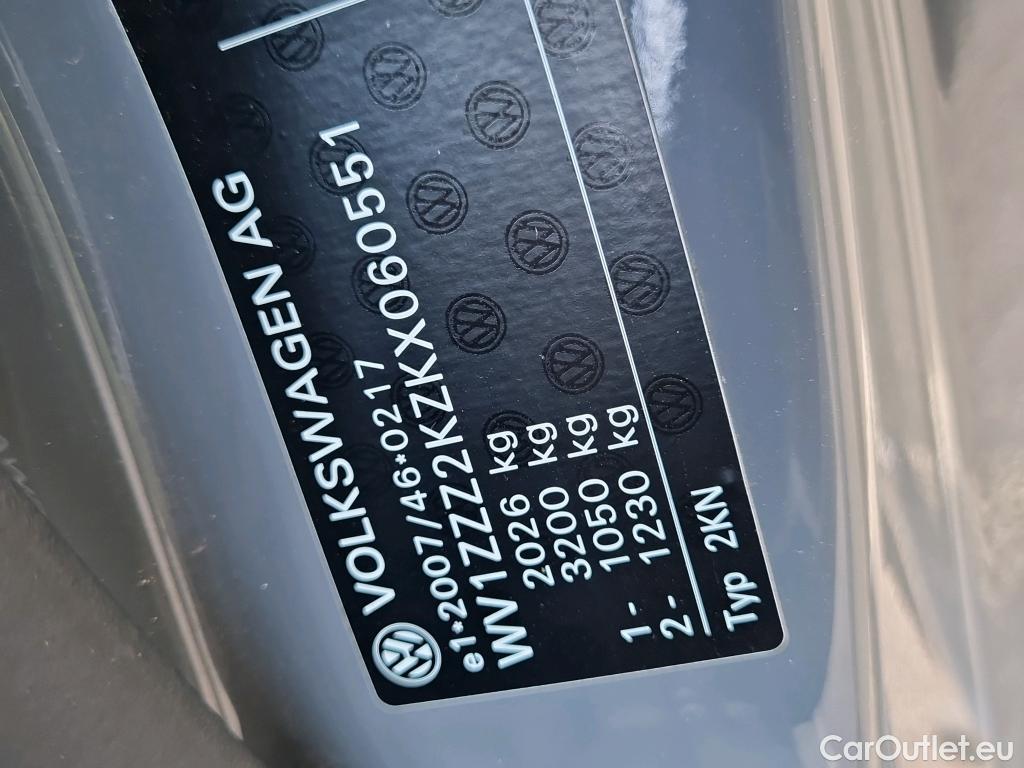 VOLKSWAGEN AG
e1*2007/46*0217
WV1ZZZ2KZKX060551
2026 kg
3200 kg
1- 1050 kg
2- 1230 kg
Typ 2KN
CarOutlet.eu